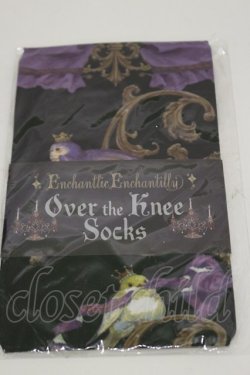 Enchantlic Enchantilly
Over the Knee
Socks
closet child